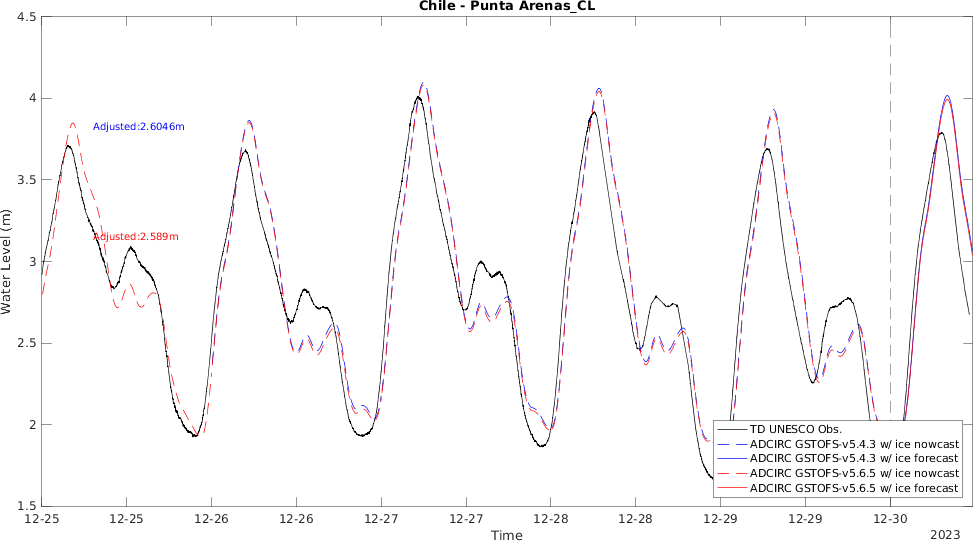 Chile - Punta Arenas_CL
4.5
4
3.5
3
2.5
2
1.5
Water Level (m)
Adjusted:2.6046m
Adjusted:2.589m
TD UNESCO Obs.
ADCIRC GSTOFS-v5.4.3 w/ ice nowcast
ADCIRC GSTOFS-v5.4.3 w/ ice forecast
ADCIRC GSTOFS-v5.6.5 w/ ice nowcast
ADCIRC GSTOFS-v5.6.5 w/ ice forecast
12-25 12-25 12-26 12-26 12-27 12-27 12-28 12-28 12-29 12-29 12-30
Time
2023